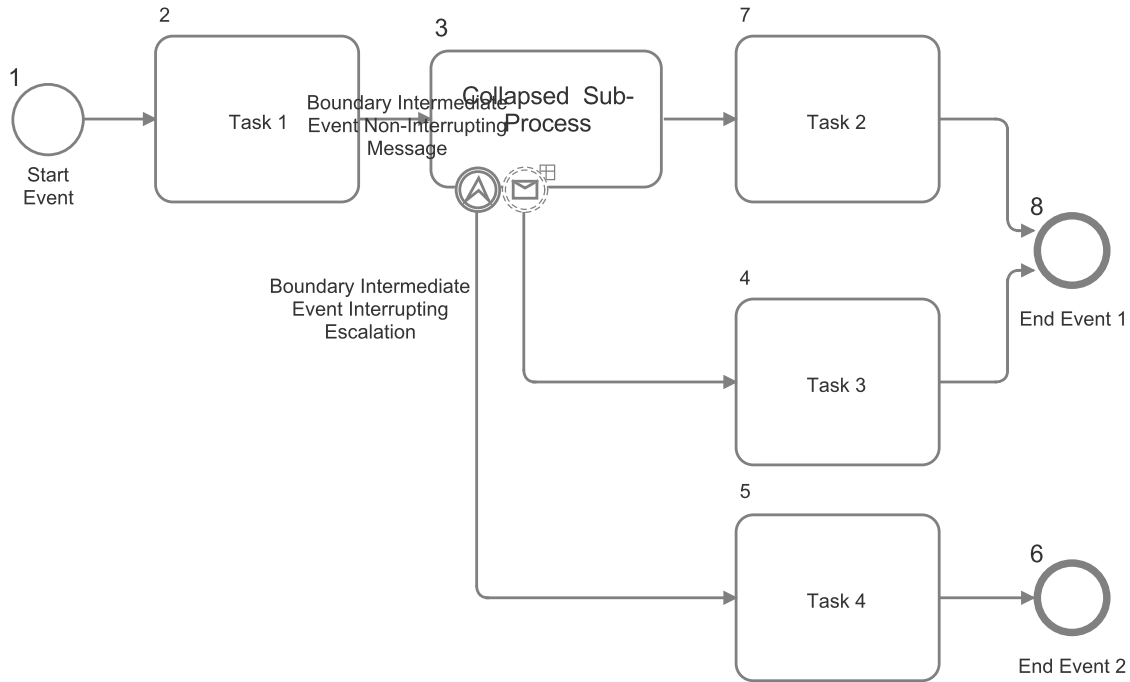 2
7
3
1
Collapsed Sub-
Process
Boundary Intermediate
Event Non-Interrupting
Message
Task 1
Task 2
Start
Event
8
4
Boundary Intermediate
Event Interrupting
Escalation
End Event 1
Task 3
5
6
Task 4
End Event 2